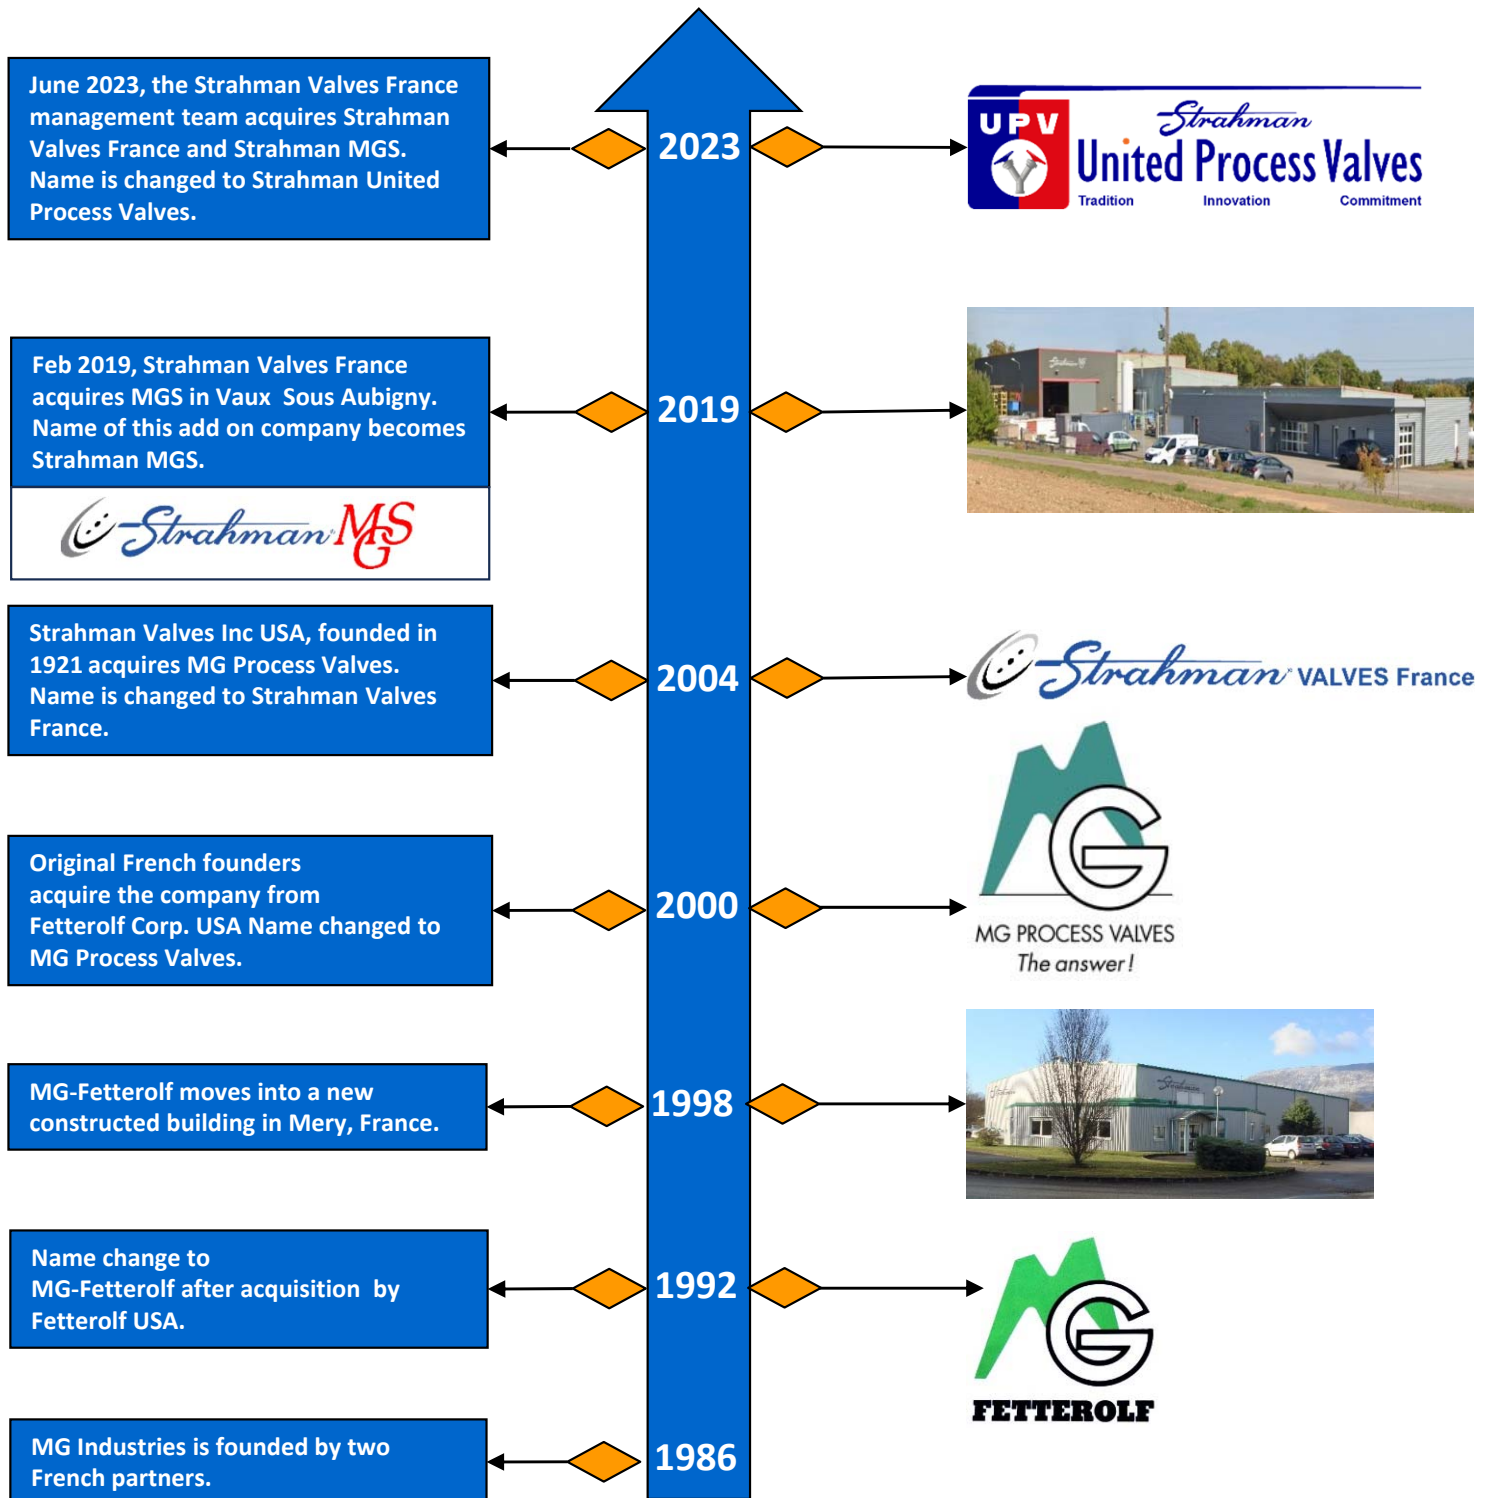 June 2023, the Strahman Valves France
management team acquires Strahman
Valves France and Strahman MGS.
Name is changed to Strahman United
Process Valves.
2023
UPV
Strahman
United Process Valves
Tradition Innovation Commitment
Feb 2019, Strahman Valves France
acquires MGS in Vaux Sous Aubigny.
Name of this add on company becomes
Strahman MGS.
Strahman MGS
2019
Strahman Valves Inc USA, founded in
1921 acquires MG Process Valves.
Name is changed to Strahman Valves
France.
2004
Strahman VALVES France
Original French founders
acquire the company from
Fetterolf Corp. USA Name changed to
MG Process Valves.
2000
MG
MG PROCESS VALVES
The answer!
MG-Fetterolf moves into a new
constructed building in Mery, France.
1998
Strahman
Name change to
MG-Fetterolf after acquisition by
Fetterolf USA.
1992
MG
FETTEROLF
MG Industries is founded by two
French partners.
1986